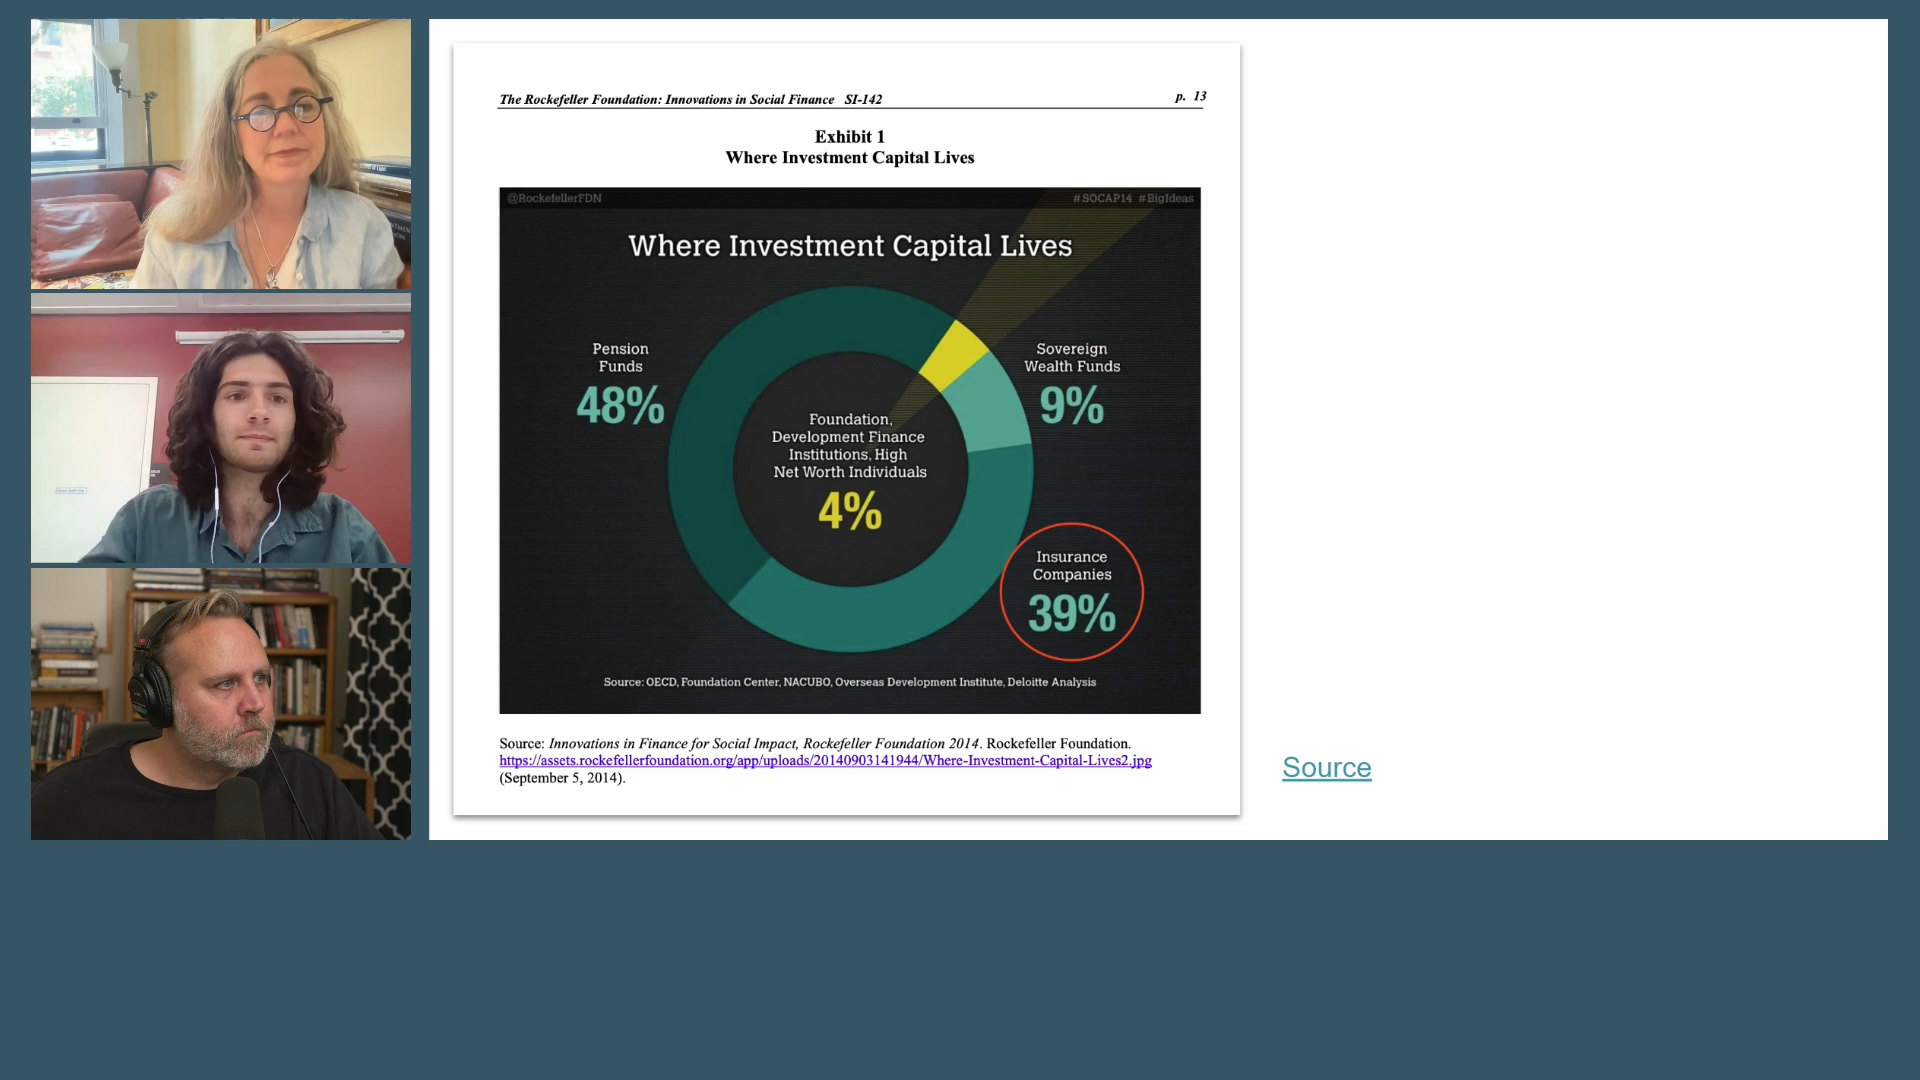 The Rockefeller Foundation: Innovations in Social Finance SI-142
p. 13
Exhibit 1
Where Investment Capital Lives
@RockefellerFDN
#SOCAP14 #BigIdeas
Where Investment Capital Lives
Pension
Funds
48%
Sovereign
Wealth Funds
9%
Foundation,
Development Finance
Institutions, High
Net Worth Individuals
4%
Insurance
Companies
39%
Source: OECD, Foundation Center, NACUBO, Overseas Development Institute, Deloitte Analysis
Source: Innovations in Finance for Social Impact, Rockefeller Foundation 2014. Rockefeller Foundation.
https://assets.rockefellerfoundation.org/app/uploads/20140903141944/Where-Investment-Capital-Lives2.jpg
(September 5, 2014).
Source